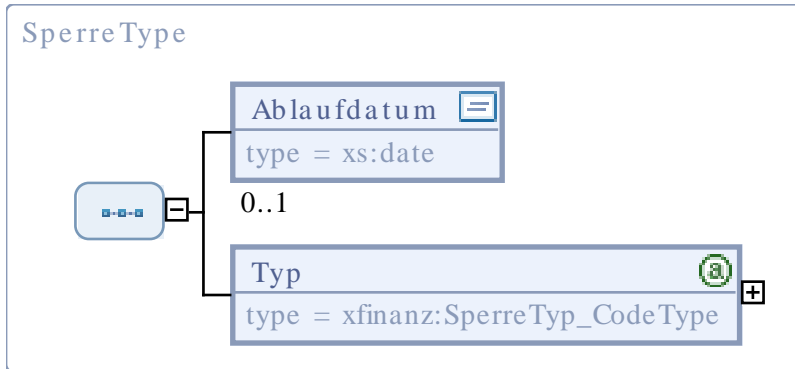 SperreType
Ablaufdatum
type = xs:date
0..1
Typ
type = xfinanz:SperreTyp_CodeType